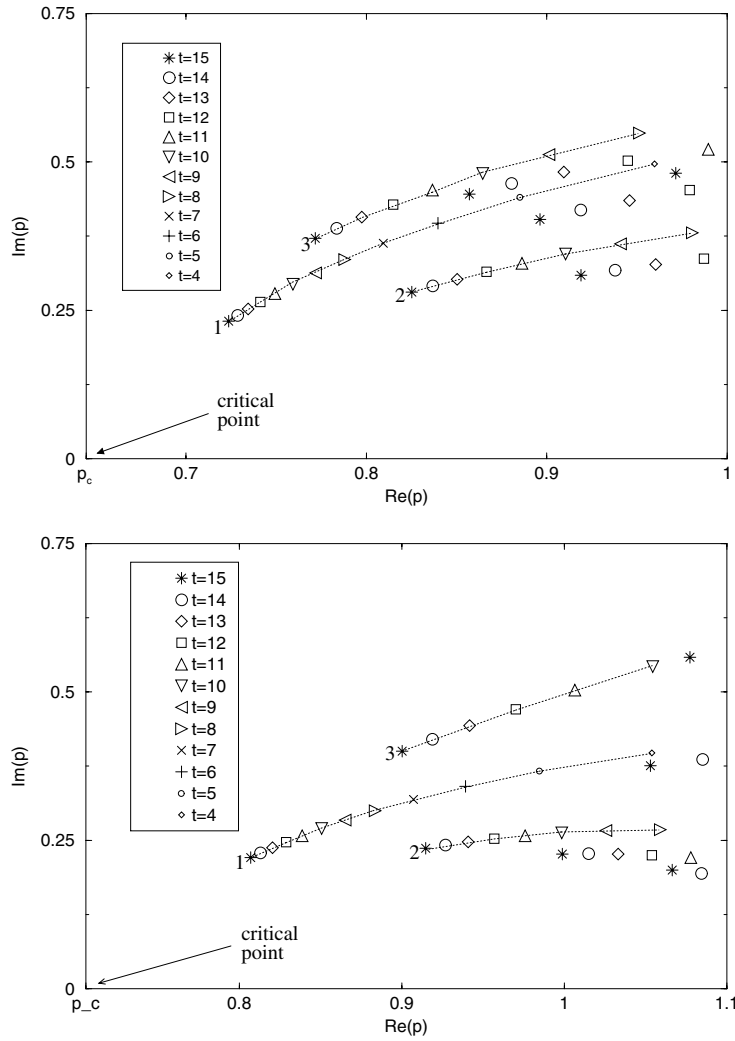 0.75
t=15
t=14
t=13
t=12
t=11
t=10
t=9
t=8
t=7
t=6
t=5
t=4
0.5
Im(p)
3
2
0.25
1
critical
point
0
p_c
0.7
0.8
0.9
1
Re(p)
0.75
t=15
t=14
t=13
t=12
t=11
t=10
t=9
t=8
t=7
t=6
t=5
t=4
0.5
Im(p)
3
0.25
1
2
critical
point
0
p_c
0.8
0.9
1
1.1
Re(p)